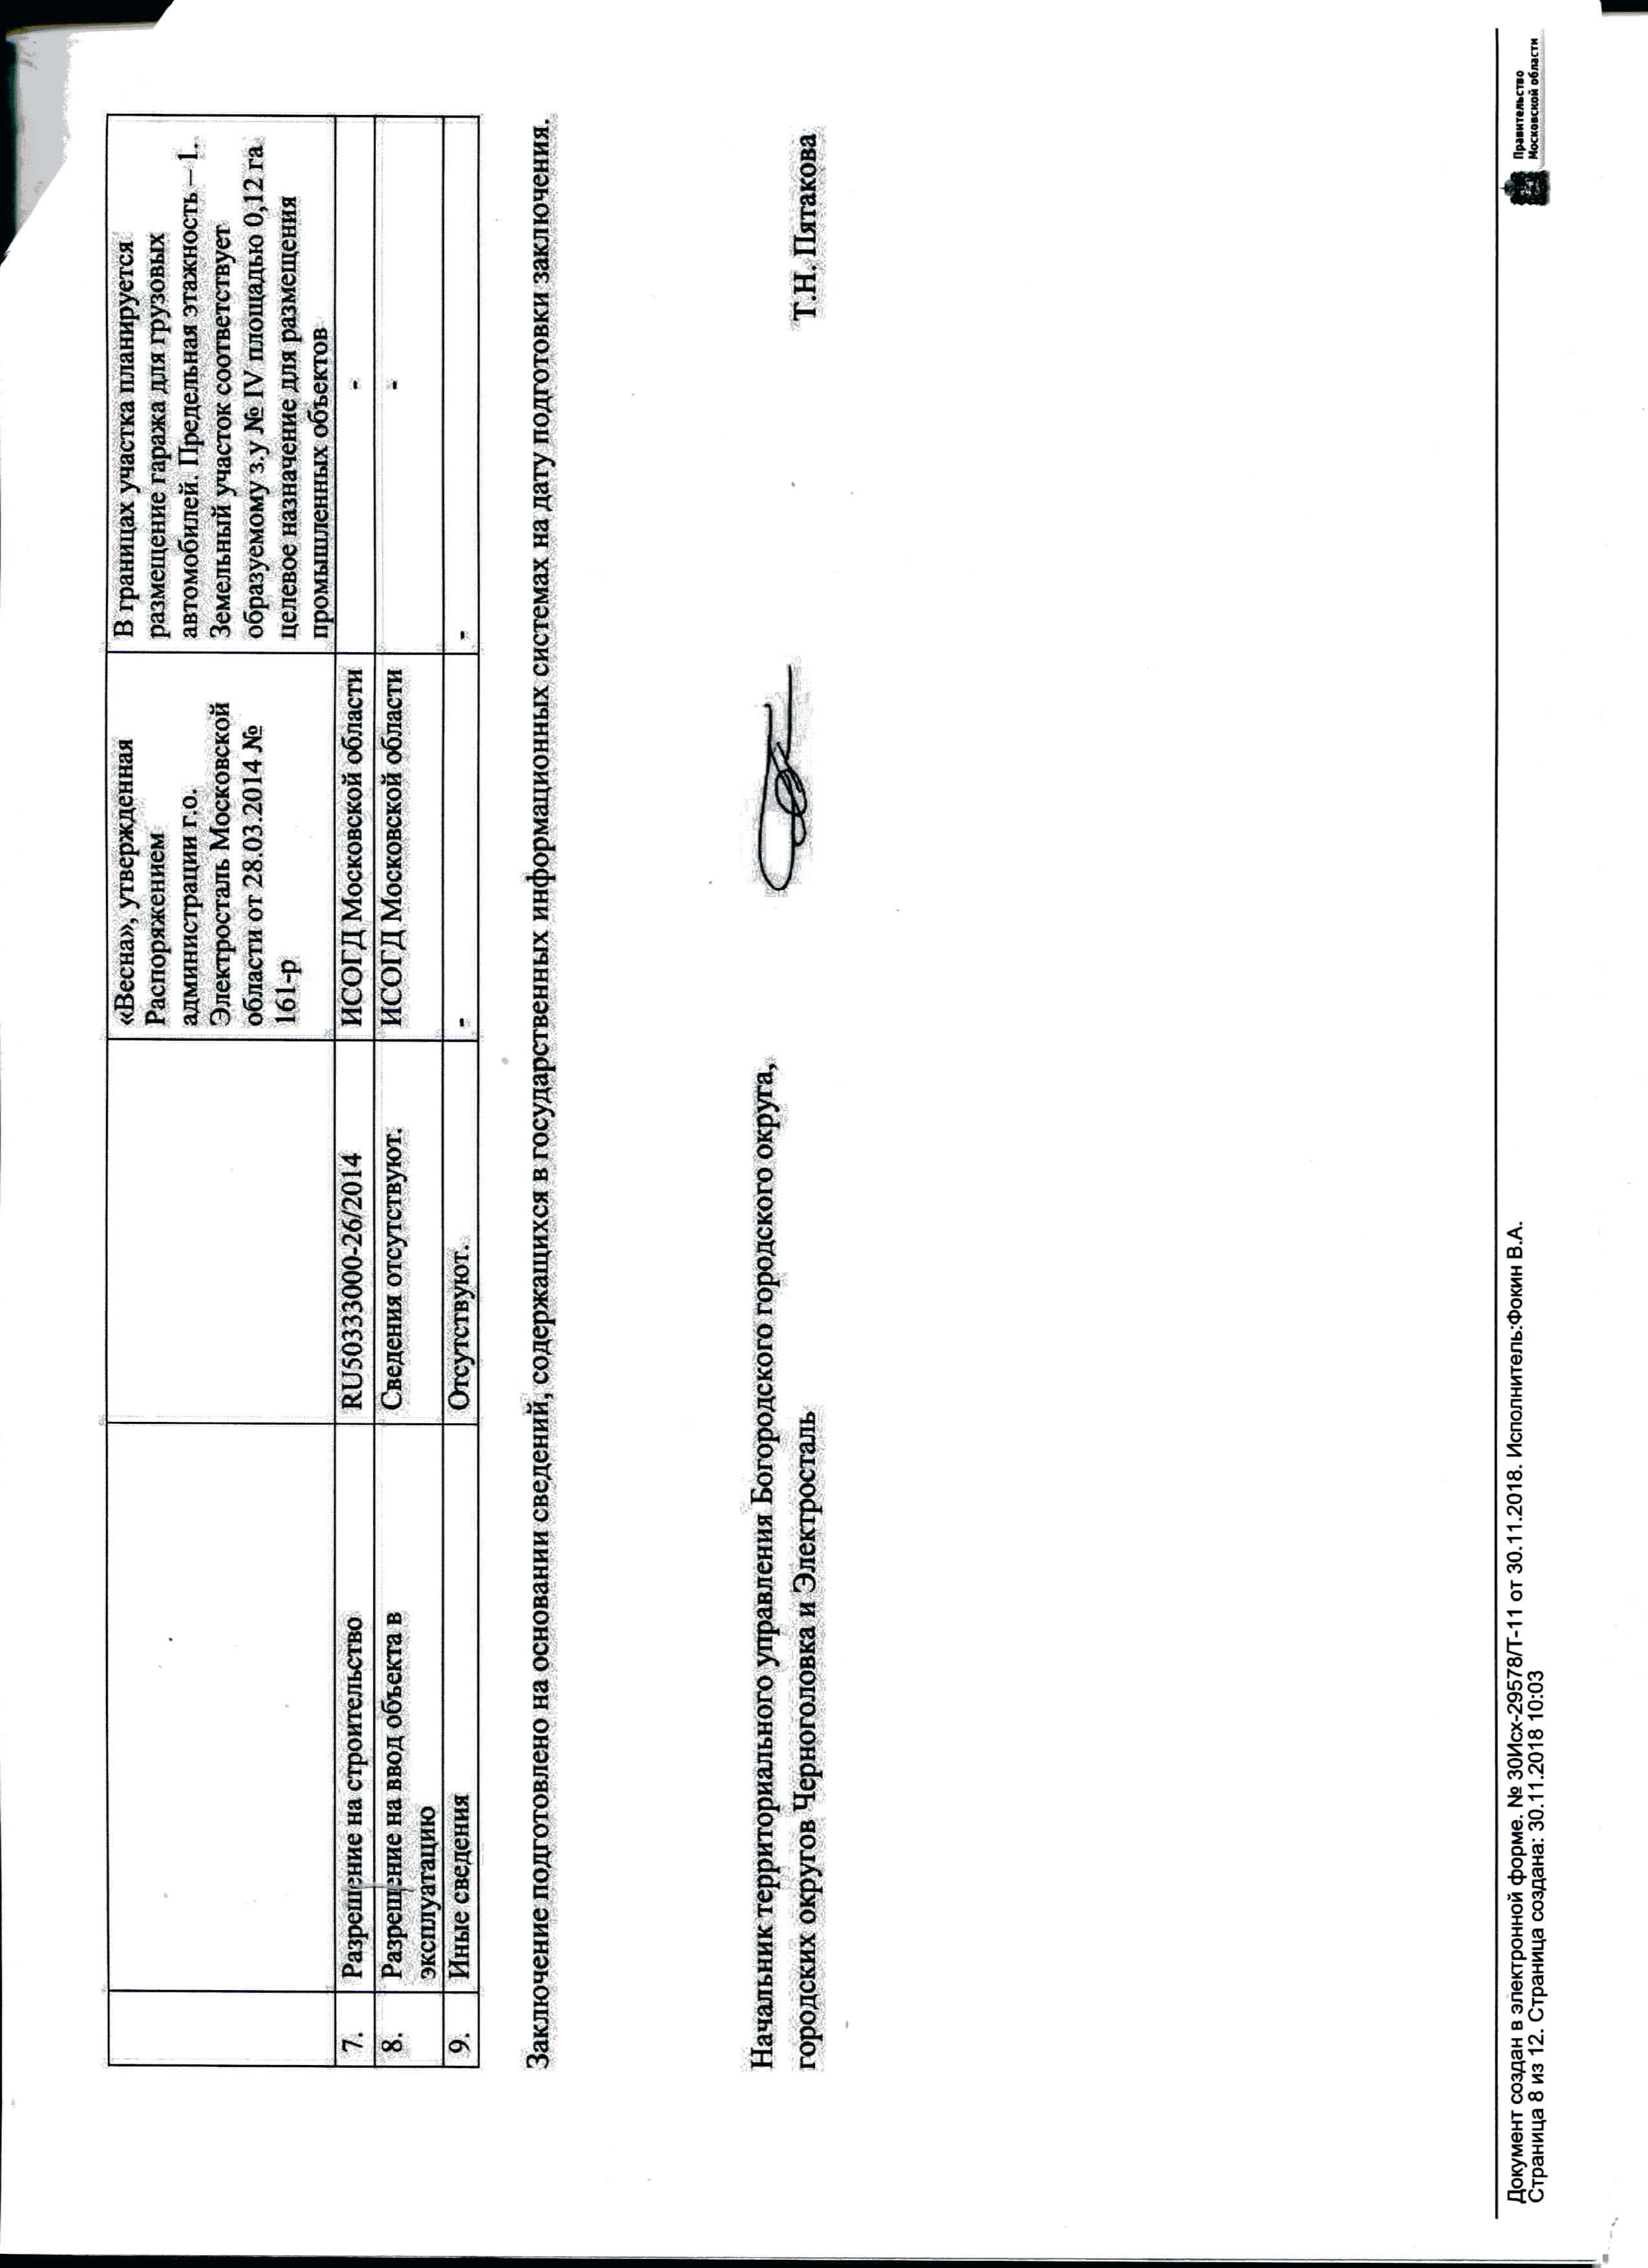 «Весна», утвержденная
Распоряжением
администрации г.о.
Электросталь Московской
области от 28.03.2014 №
161-р
В границах участка планируется
размещение гаража для грузовых
автомобилей. Предельная этажность – 1.
Земельный участок соответствует
образуемому з.у № IV площадью 0,12 га
целевое назначение для размещения
промышленных объектов
7. Разрешение на строительство RU50333000-26/2014 ИСОГД Московской области -
8. Разрешение на ввод объекта в Сведения отсутствуют. ИСОГД Московской области -
эксплуатацию
9. Иные сведения Отсутствуют. - -
Заключение подготовлено на основании сведений, содержащихся в государственных информационных системах на дату подготовки заключения.
Начальник территориального управления Богородского городского округа,
городских округов Черноголовка и Электросталь Т.Н. Пятакова
Документ создан в электронной форме. № 30Исх-29578/Т-11 от 30.11.2018. Исполнитель:Фокин В.А.
Страница 8 из 12. Страница создана: 30.11.2018 10:03
Правительство
Московской области